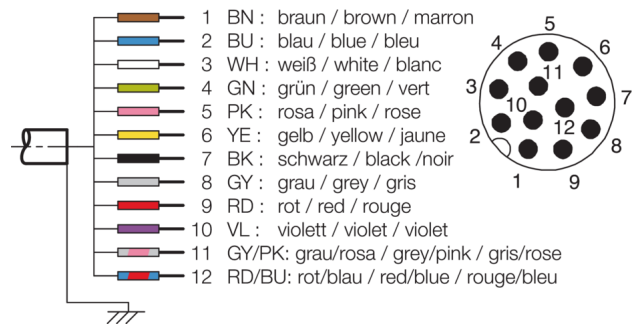 1 BN : braun / brown / marron
2 BU : blau / blue / bleu
3 WH : weiß / white / blanc
4 GN : grün / green / vert
5 PK : rosa / pink / rose
6 YE : gelb / yellow / jaune
7 BK : schwarz / black /noir
8 GY : grau / grey / gris
9 RD : rot / red / rouge
10 VL : violett / violet / violet
11 GY/PK: grau/rosa / grey/pink / gris/rose
12 RD/BU: rot/blau / red/blue / rouge/bleu
5
4
6
11
3
7
10
12
2
8
1
9